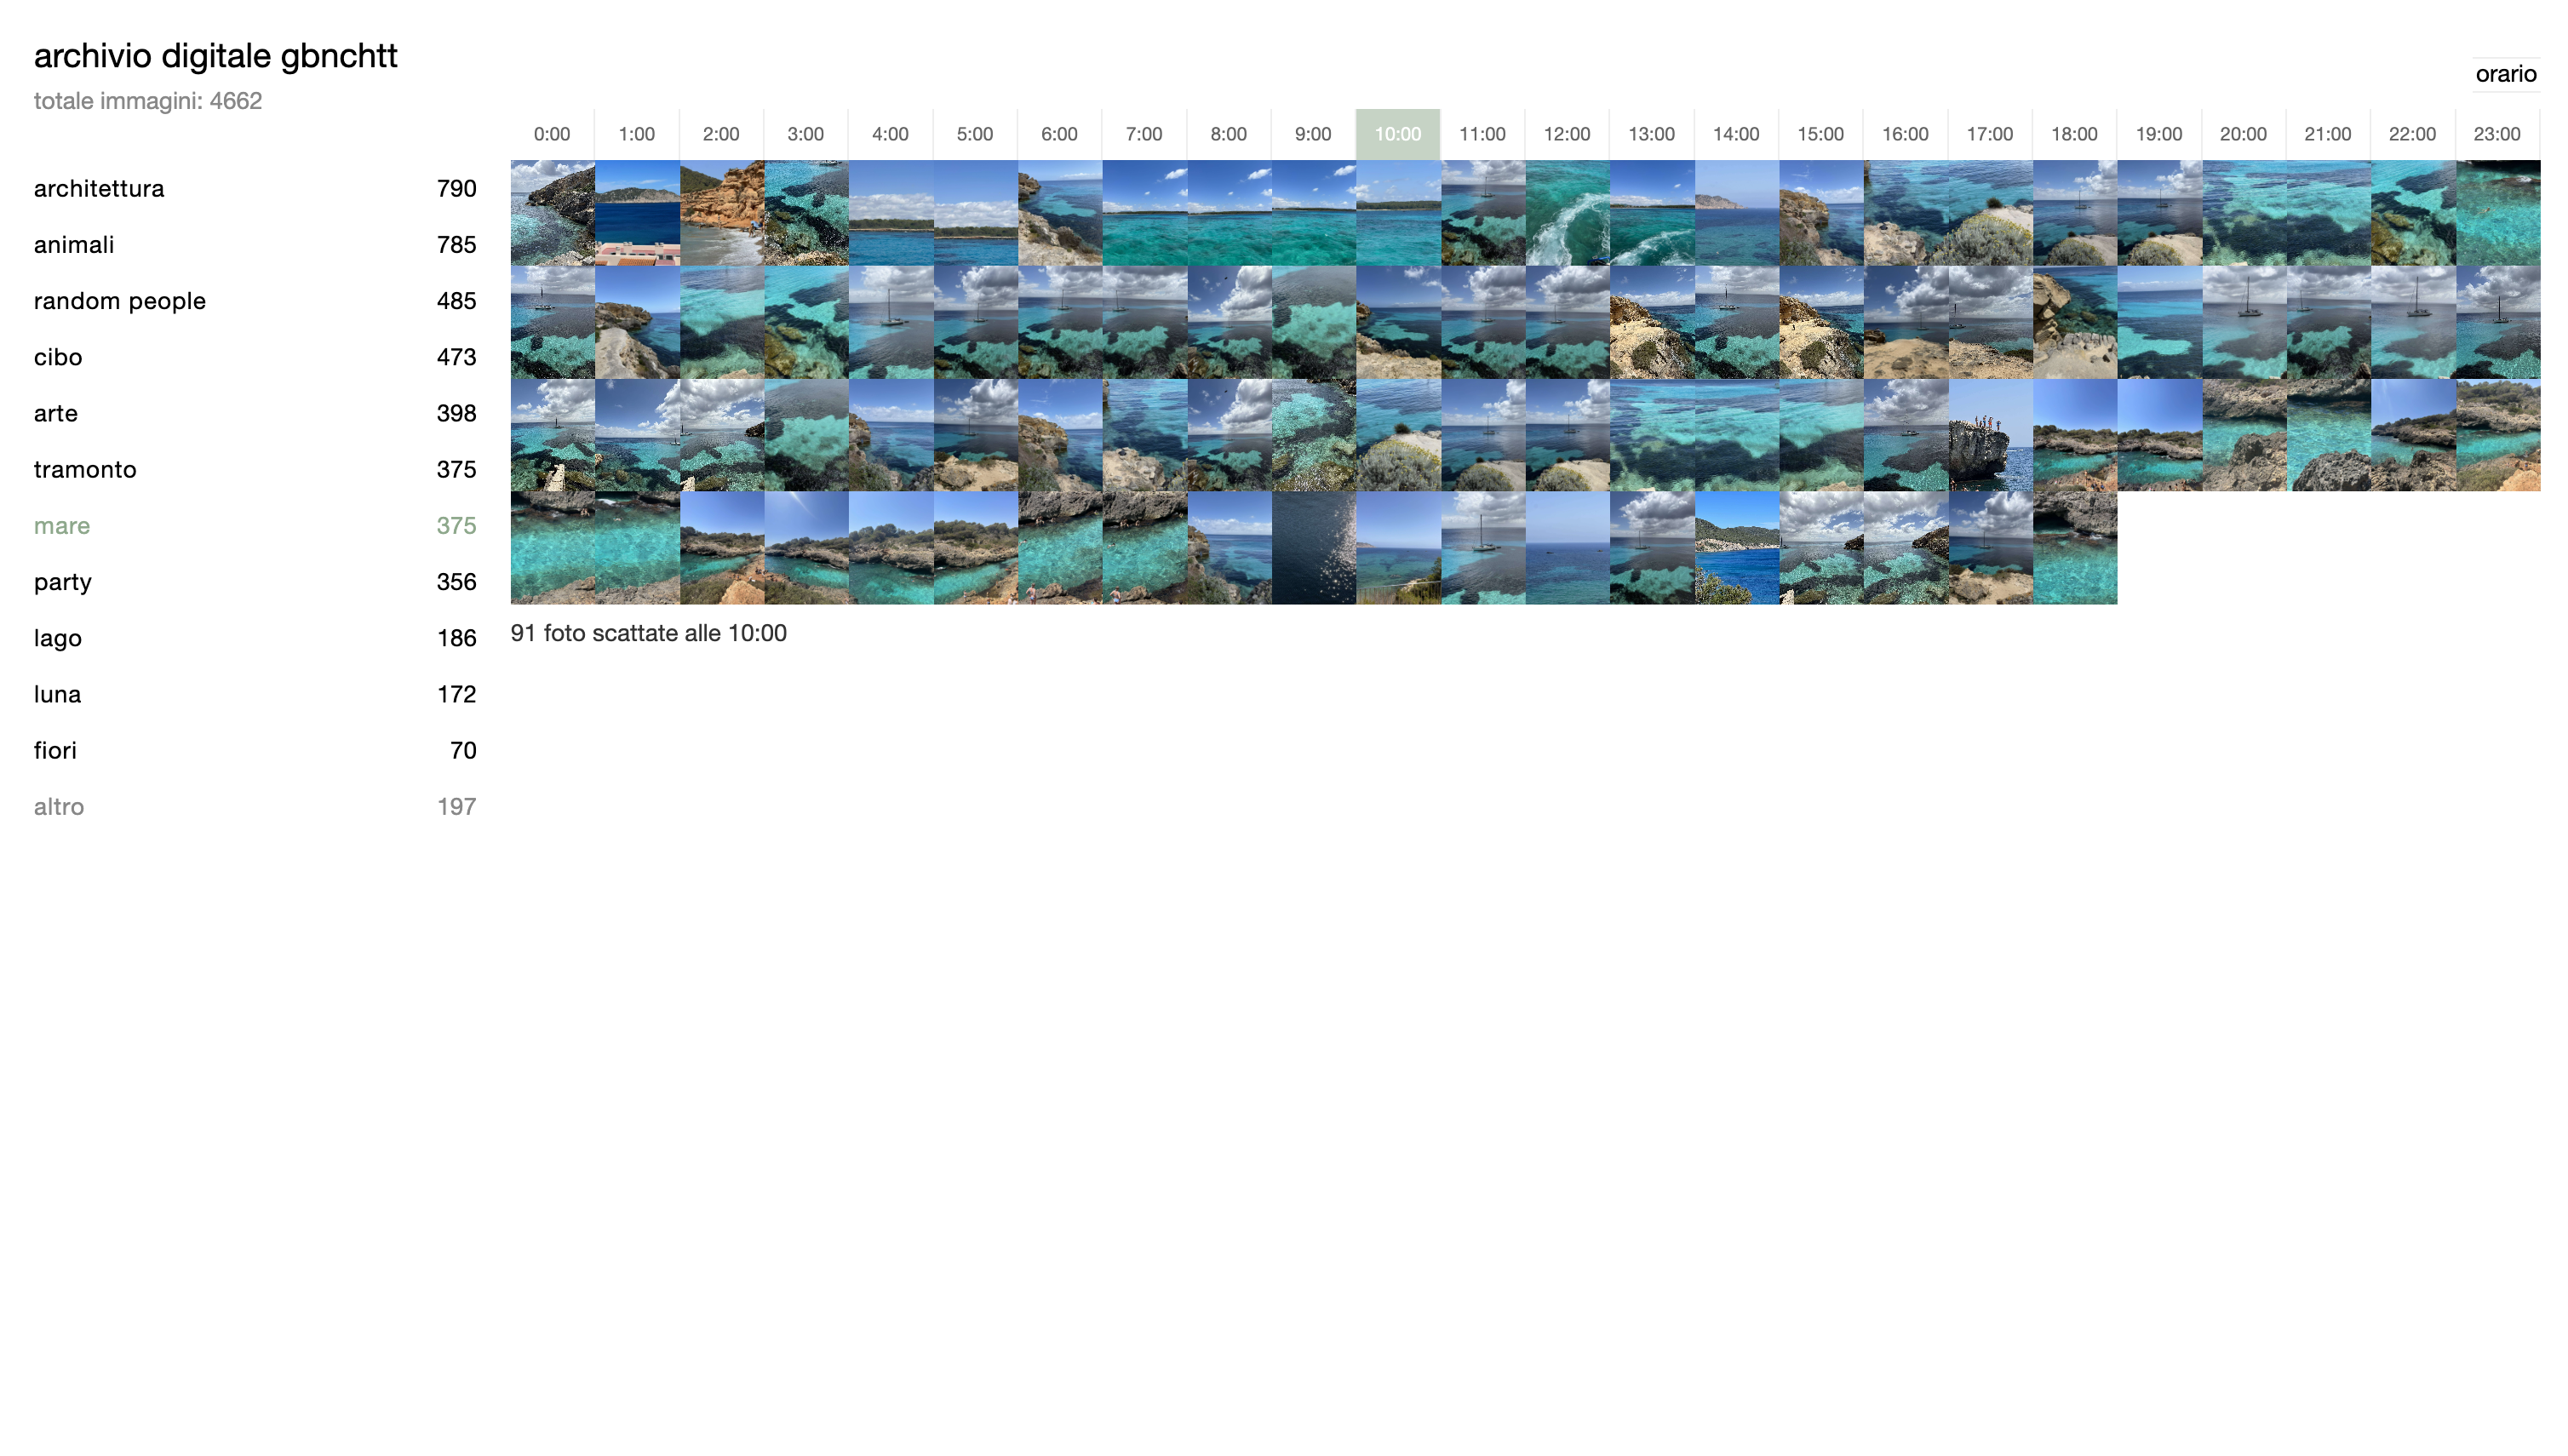 archivio digitale gbnchtt
totale immagini: 4662
orario
0:00 1:00 2:00 3:00 4:00 5:00 6:00 7:00 8:00 9:00 10:00 11:00 12:00 13:00 14:00 15:00 16:00 17:00 18:00 19:00 20:00 21:00 22:00 23:00
architettura 790
animali 785
random people 485
cibo 473
arte 398
tramonto 375
mare 375
party 356
lago 186
luna 172
fiori 70
altro 197
91 foto scattate alle 10:00